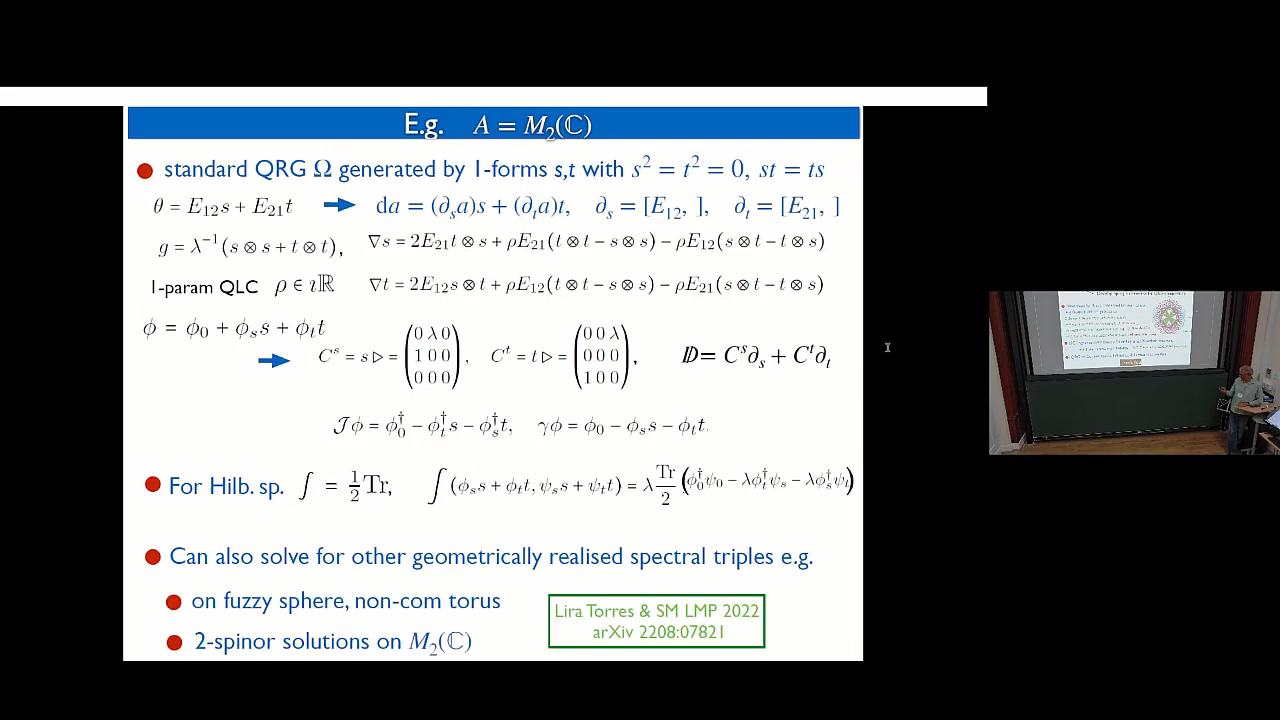 E.g. A = M₂(ℂ)
standard QRG Ω generated by 1-forms s,t with s² = t² = 0, st = ts
θ = E₁₂s + E₂₁t da = (∂ₛa)s + (∂ₜa)t, ∂ₛ = [E₁₂, ], ∂ₜ = [E₂₁, ]
g = λ⁻¹(s ⊗ s + t ⊗ t), ∇s = 2E₂₁t ⊗ s + ρE₂₁(t ⊗ t − s ⊗ s) − ρE₁₂(s ⊗ t − t ⊗ s)
1-param QLC ρ ∈ ıℝ ∇t = 2E₁₂s ⊗ t + ρE₁₂(t ⊗ t − s ⊗ s) − ρE₂₁(s ⊗ t − t ⊗ s)
ϕ = ϕ₀ + ϕₛs + ϕₜt
Cˢ = s ▷ = (0 λ 0; 1 0 0; 0 0 0), Cᵗ = t ▷ = (0 0 λ; 0 0 0; 1 0 0), D̸ = Cˢ∂ₛ + Cᵗ∂ₜ
𝒥ϕ = ϕ₀† − ϕₜ†s − ϕₛ†t, γϕ = ϕ₀ − ϕₛs − ϕₜt.
For Hilb. sp. ∫ = ½Tr, ∫(ϕₛs + ϕₜt, ψₛs + ψₜt) = λ Tr/2 (ϕ₀†ψ₀ − λϕₜ†ψₛ − λϕₛ†ψₜ)
Can also solve for other geometrically realised spectral triples e.g.
on fuzzy sphere, non-com torus
2-spinor solutions on M₂(ℂ)
Lira Torres & SM LMP 2022
arXiv 2208:07821